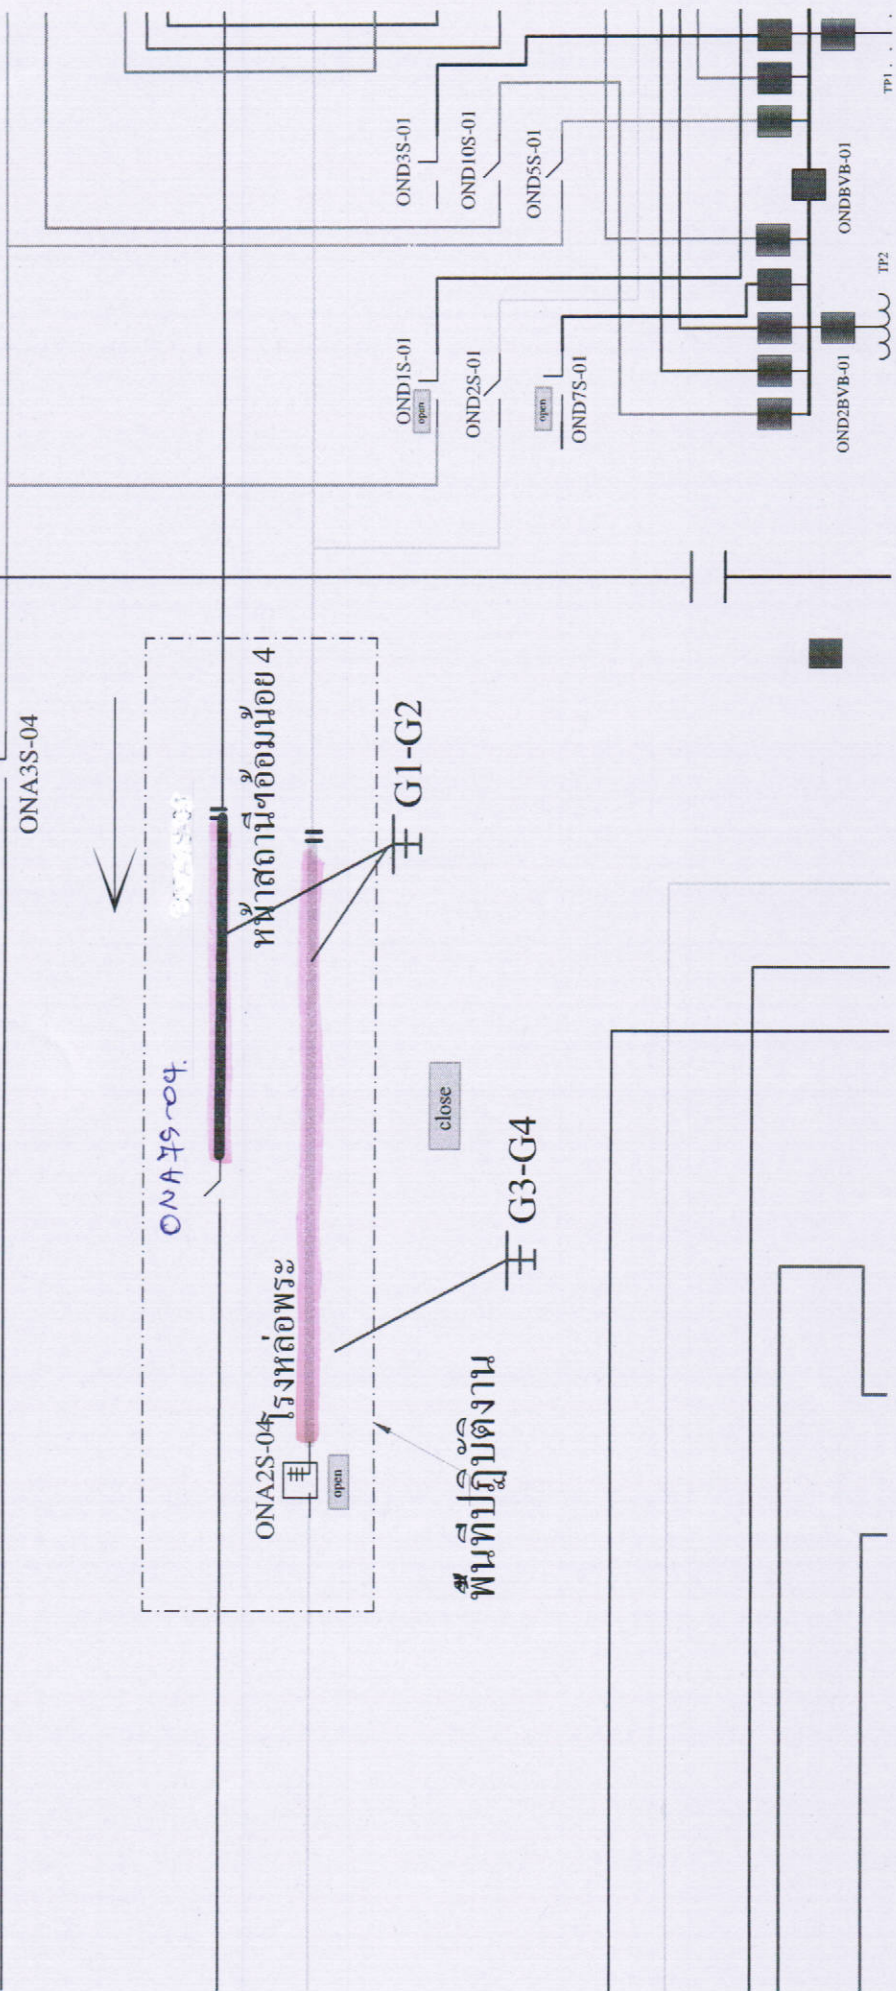 ONA3S-04
ONA7S-04.
หน้าสถานีฯอ้อมน้อย 4
G1-G2
โรงหล่อพระ
ONA2S-04
open
close
G3-G4
พื้นที่ปฏิบัติงาน
OND3S-01
OND10S-01
OND5S-01
OND1S-01
open
OND2S-01
open
OND7S-01
ONDBVB-01
OND2BVB-01
TP1
TP2